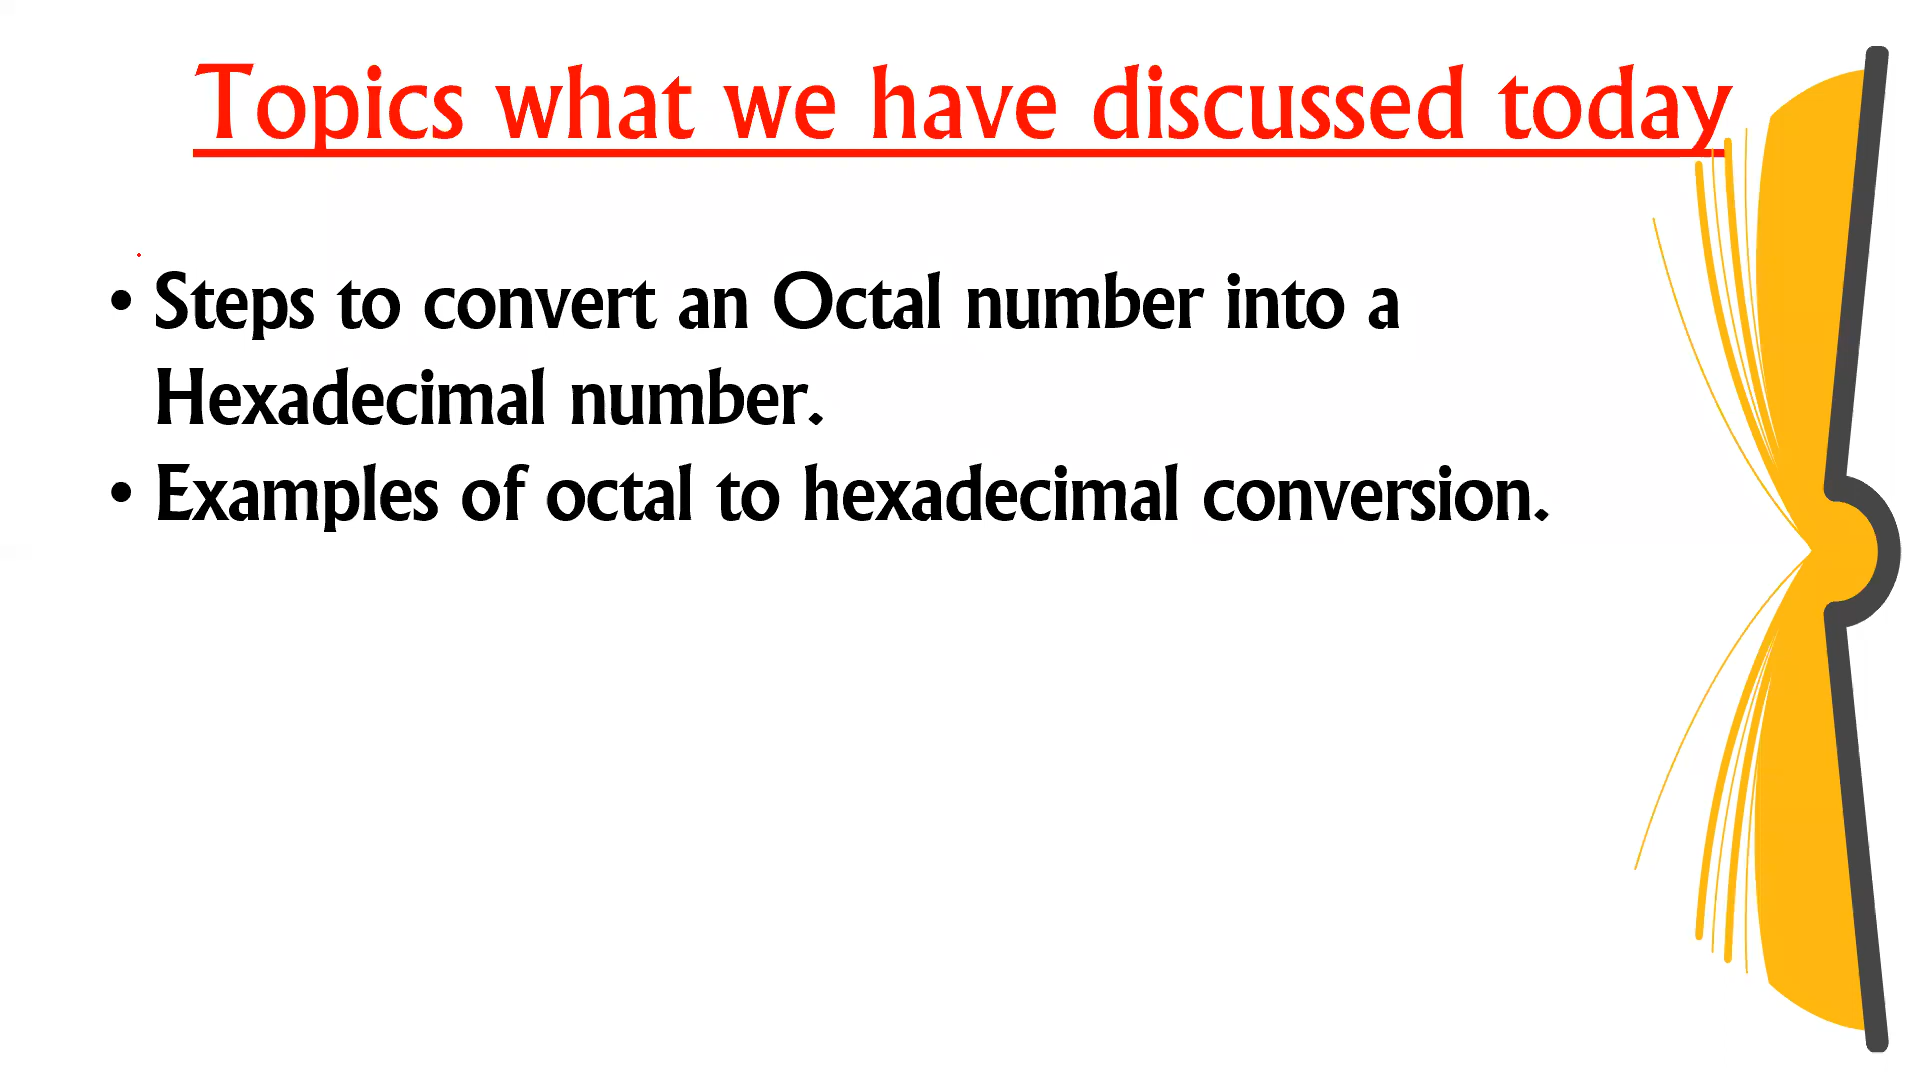 Topics what we have discussed today
• Steps to convert an Octal number into a
Hexadecimal number.
• Examples of octal to hexadecimal conversion.